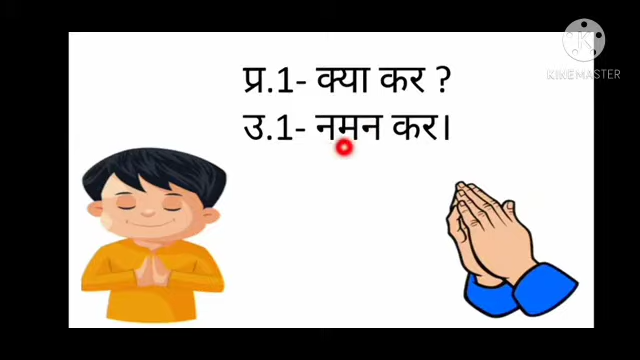 प्र.1- क्या कर ?
उ.1- नमन कर।
K
KINEMASTER